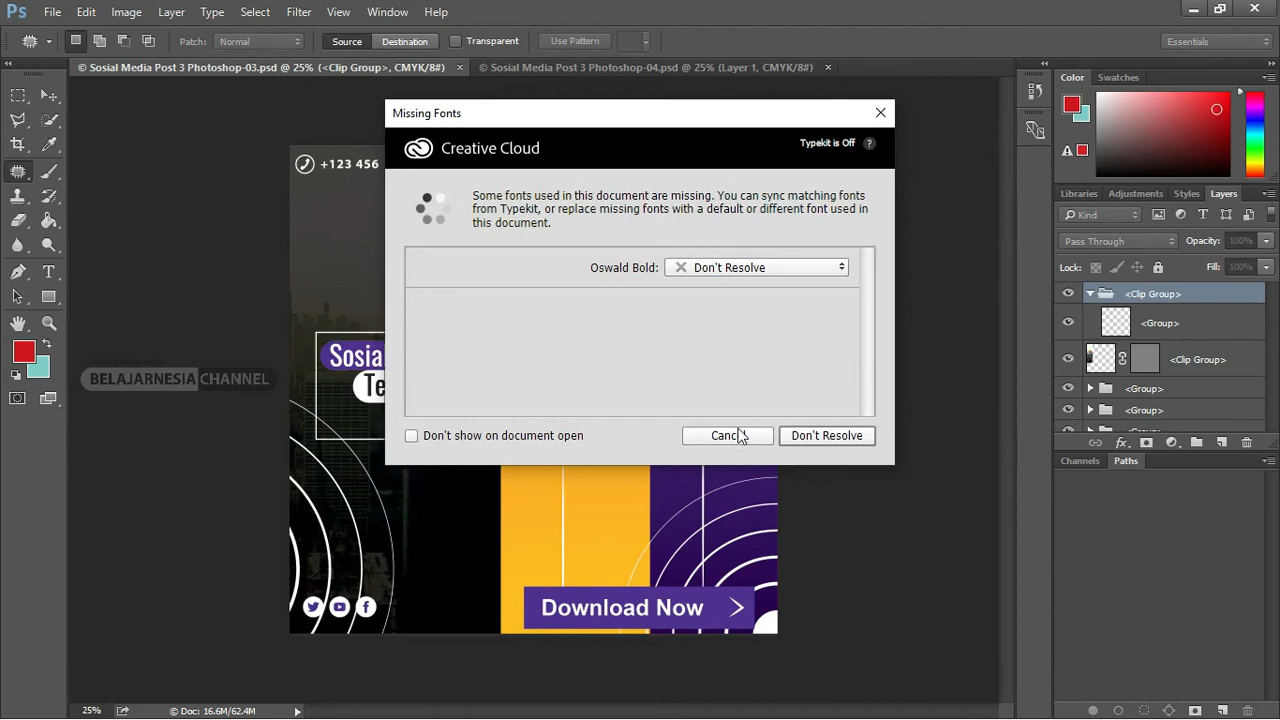 Ps File Edit Image Layer Type Select Filter View Window Help
Patch: Normal Source Destination Transparent Use Pattern Essentials
© Sosial Media Post 3 Photoshop-03.psd @ 25% (<Clip Group>, CMYK/8#) × © Sosial Media Post 3 Photoshop-04.psd @ 25% (Layer 1, CMYK/8#) ×
Missing Fonts
Creative Cloud
Typekit is Off ?
Some fonts used in this document are missing. You can sync matching fonts
from Typekit, or replace missing fonts with a default or different font used in
this document.
Oswald Bold: Don't Resolve
Don't show on document open
Cancel Don't Resolve
+123 456
Sosia
Te
BELAJARNESIA CHANNEL
Download Now
Color Swatches
Libraries Adjustments Styles Layers
Kind
Pass Through Opacity: 100%
Lock: Fill: 100%
<Clip Group>
<Group>
<Clip Group>
<Group>
<Group>
Channels Paths
25% © Doc: 16.6M/62.4M